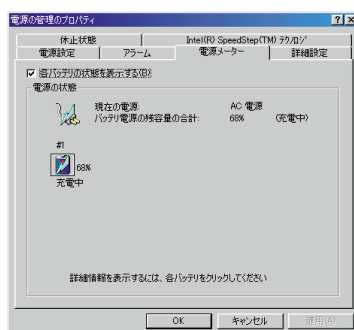 電源の管理のプロパティ
休止状態 Intel(R) SpeedStep(TM) テクノロジ
電源設定 アラーム 電源メーター 詳細設定
各バッテリの状態を表示する(B)
電源の状態
現在の電源: AC 電源
バッテリ電源の残容量の合計: 68% (充電中)
#1
68%
充電中
詳細情報を表示するには、各バッテリをクリックしてください
OK キャンセル 適用(A)